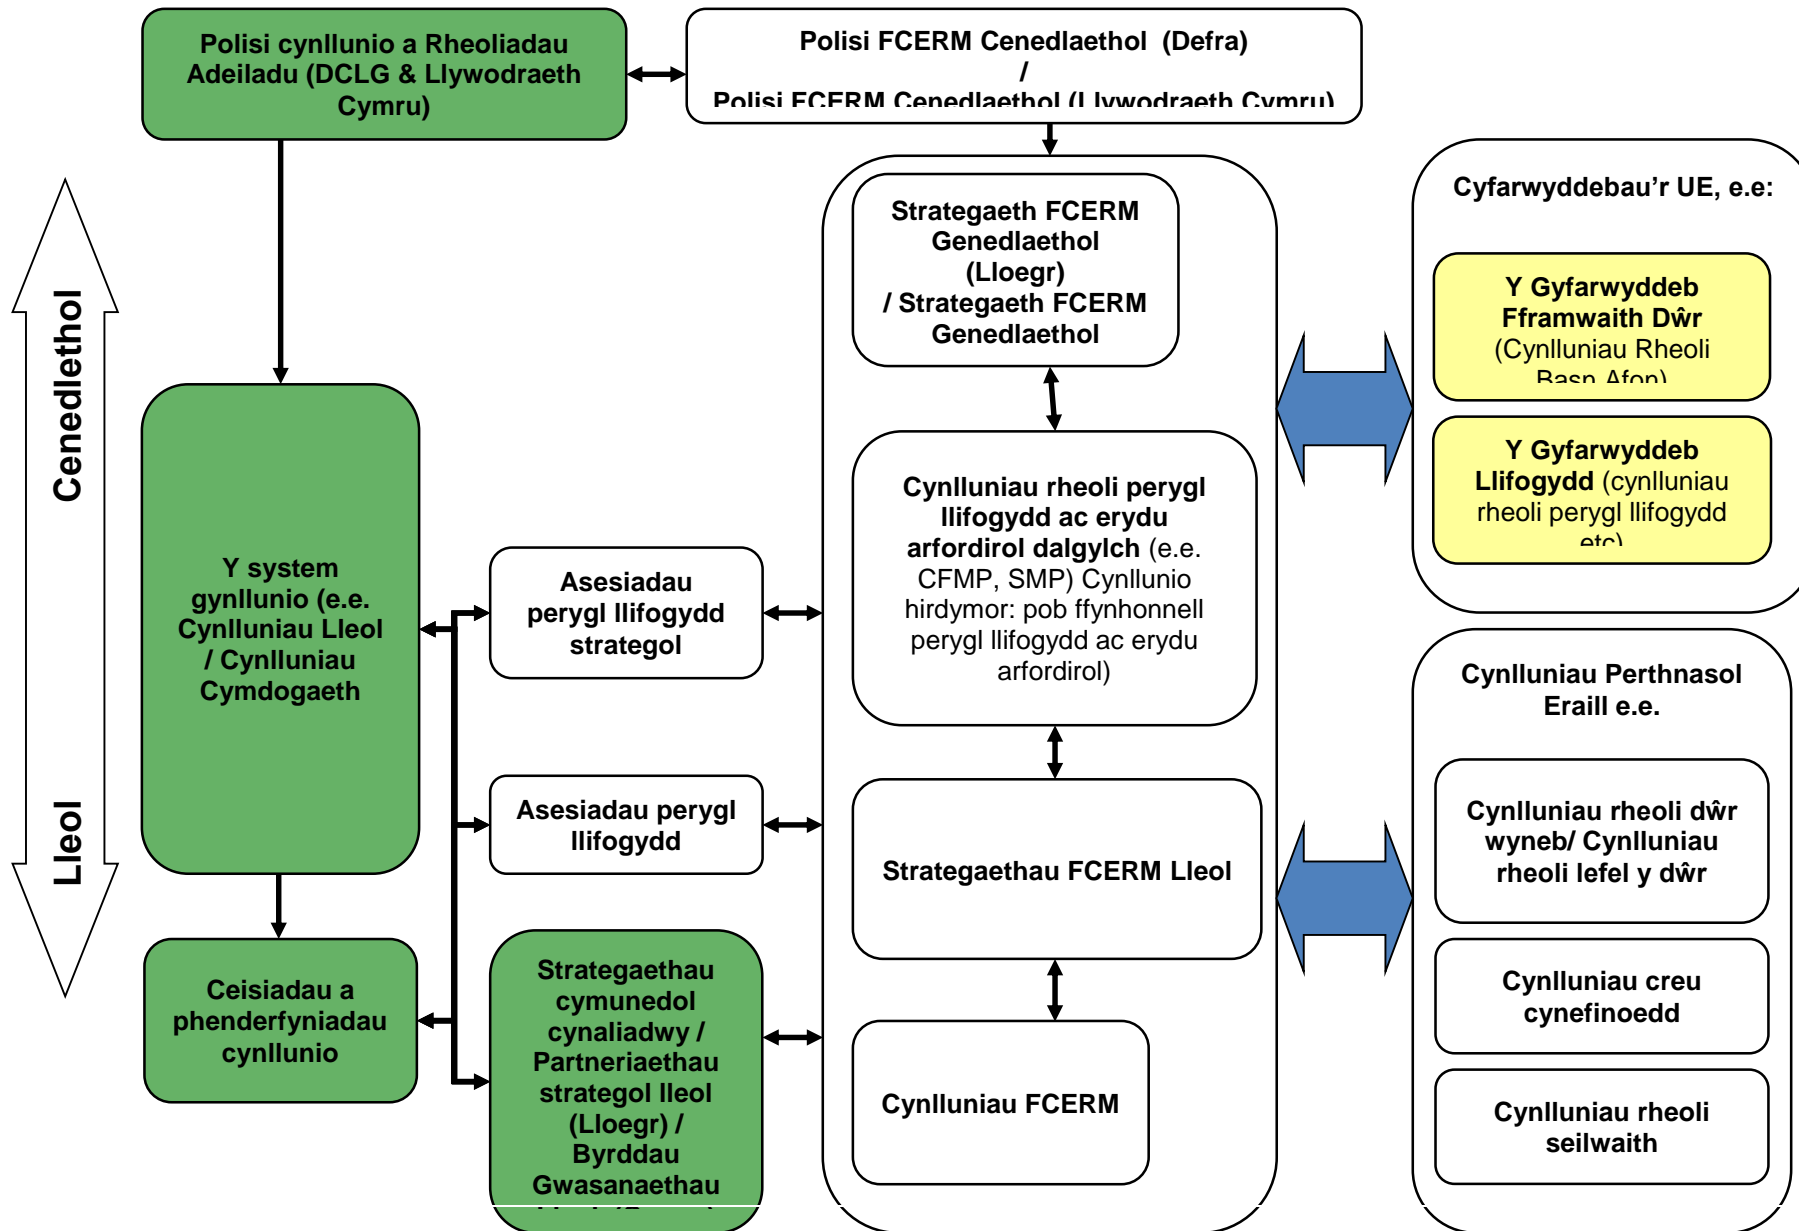 Polisi cynllunio a Rheoliadau
Adeiladu (DCLG & Llywodraeth
Cymru)
Polisi FCERM Cenedlaethol (Defra)
/
Polisi FCERM Cenedlaethol (Llywodraeth Cymru)
Cenedlethol
Lleol
Y system
gynllunio (e.e.
Cynlluniau Lleol
/ Cynlluniau
Cymdogaeth
Ceisiadau a
phenderfyniadau
cynllunio
Asesiadau
perygl llifogydd
strategol
Asesiadau perygl
llifogydd
Strategaethau
cymunedol
cynaliadwy /
Partneriaethau
strategol lleol
(Lloegr) /
Byrddau
Gwasanaethau
Strategaeth FCERM
Genedlaethol
(Lloegr)
/ Strategaeth FCERM
Genedlaethol
Cynlluniau rheoli perygl
llifogydd ac erydu
arfordirol dalgylch (e.e.
CFMP, SMP) Cynllunio
hirdymor: pob ffynhonnell
perygl llifogydd ac erydu
arfordirol)
Strategaethau FCERM Lleol
Cynlluniau FCERM
Cyfarwyddebau'r UE, e.e:
Y Gyfarwyddeb
Fframwaith Dŵr
(Cynlluniau Rheoli
Basn Afon)
Y Gyfarwyddeb
Llifogydd (cynlluniau
rheoli perygl llifogydd
etc)
Cynlluniau Perthnasol
Eraill e.e.
Cynlluniau rheoli dŵr
wyneb/ Cynlluniau
rheoli lefel y dŵr
Cynlluniau creu
cynefinoedd
Cynlluniau rheoli
seilwaith